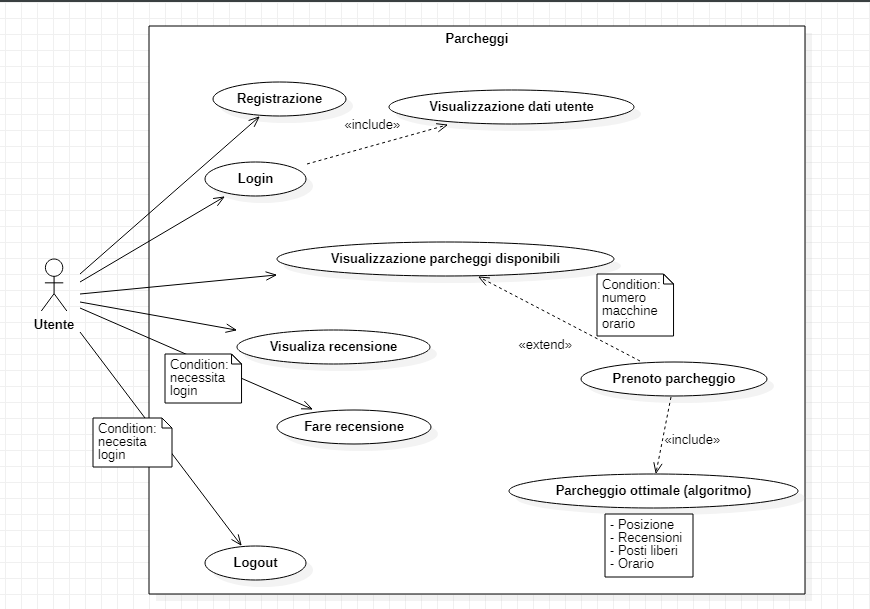 Parcheggi
Registrazione
Visualizzazione dati utente
«include»
Login
Visualizzazione parcheggi disponibili
Condition:
numero
macchine
orario
Utente
«extend»
Visualiza recensione
Condition:
necessita
login
Prenoto parcheggio
Fare recensione
Condition:
necesita
login
«include»
Parcheggio ottimale (algoritmo)
- Posizione
- Recensioni
- Posti liberi
- Orario
Logout